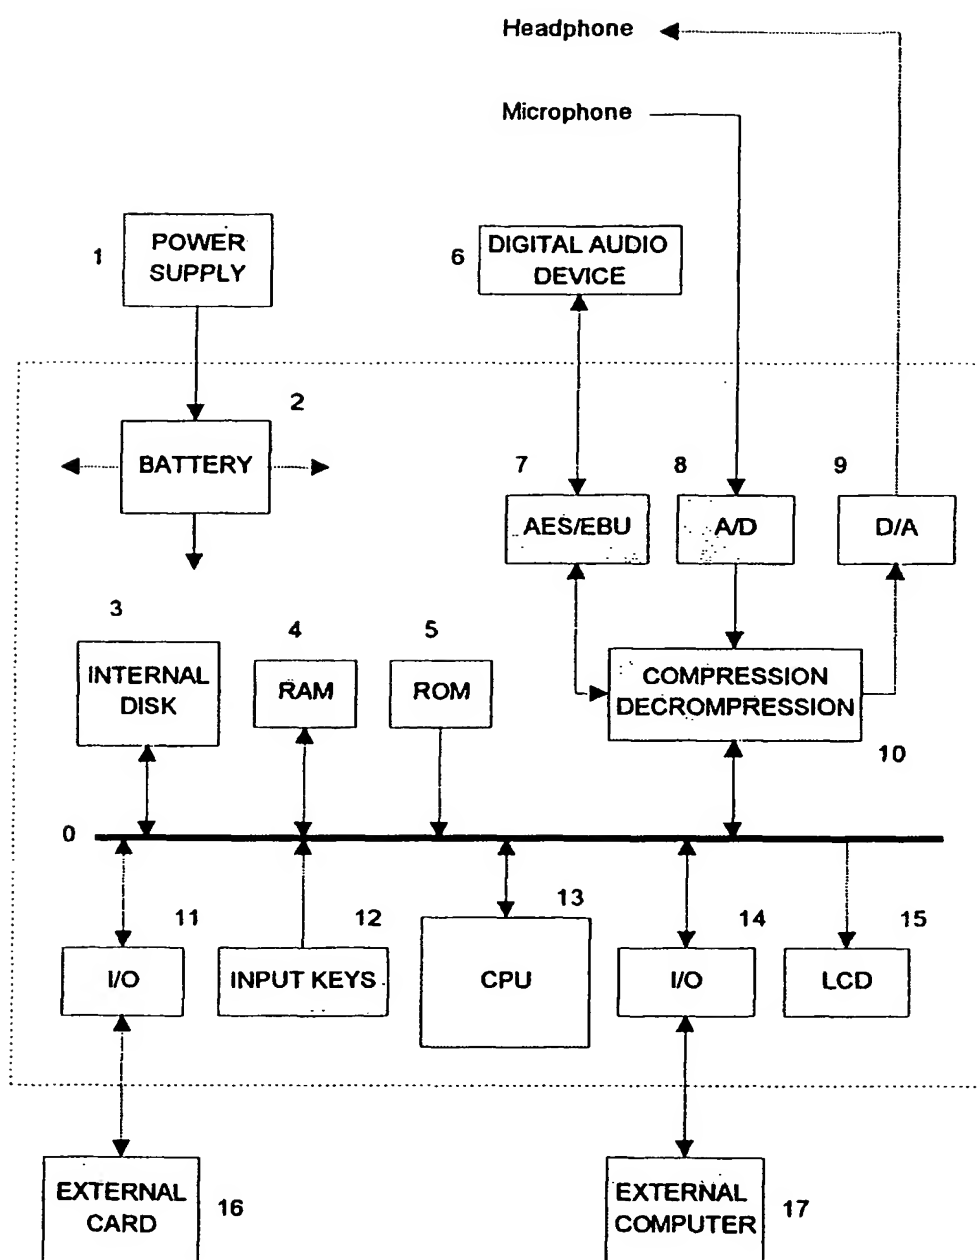 Headphone
Microphone
1
POWER
SUPPLY
6
DIGITAL AUDIO
DEVICE
2
BATTERY
7
8
9
AES/EBU
A/D
D/A
3
4
5
INTERNAL
DISK
RAM
ROM
COMPRESSION
DECROMPRESSION
10
0
11
12
13
14
15
I/O
INPUT KEYS
CPU
I/O
LCD
EXTERNAL
CARD
16
EXTERNAL
COMPUTER
17